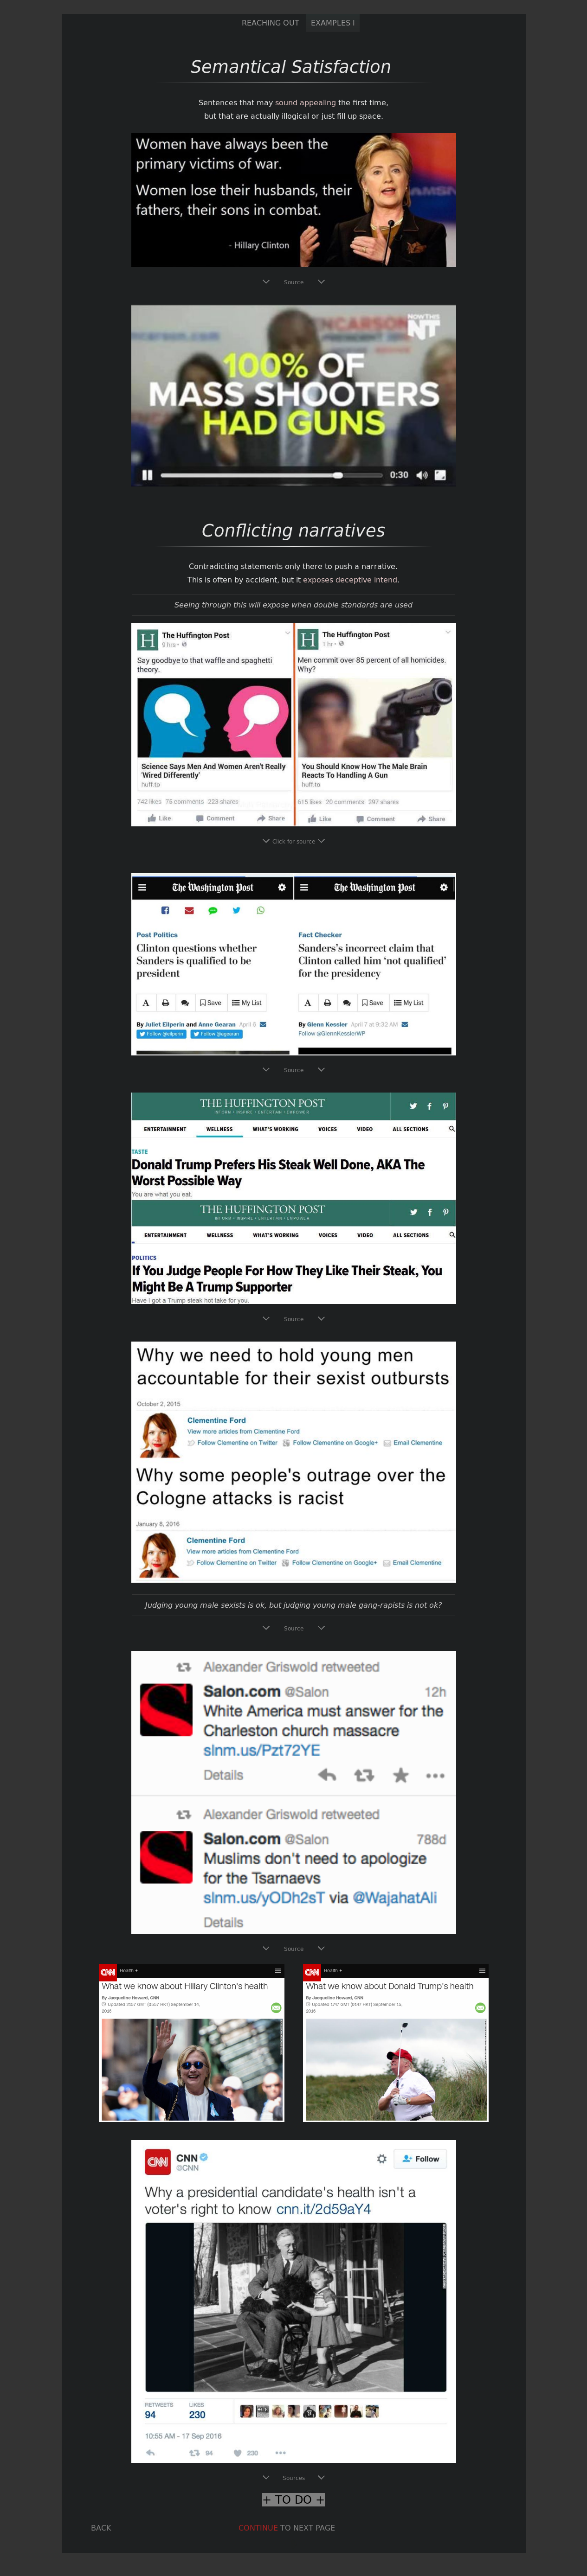 REACHING OUT EXAMPLES I
Semantical Satisfaction
Sentences that may sound appealing the first time,
but that are actually illogical or just fill up space.
Women have always been the
primary victims of war.
Women lose their husbands, their
fathers, their sons in combat.
- Hillary Clinton
Source
NOWTHIS
100% OF
MASS SHOOTERS
HAD GUNS
0:30
Conflicting narratives
Contradicting statements only there to push a narrative.
This is often by accident, but it exposes deceptive intend.
Seeing through this will expose when double standards are used
The Huffington Post
9 hrs •
Say goodbye to that waffle and spaghetti
theory.
Science Says Men And Women Aren't Really
'Wired Differently'
huff.to
742 likes 75 comments 223 shares
Like Comment Share
The Huffington Post
1 hr •
Men commit over 85 percent of all homicides.
Why?
You Should Know How The Male Brain
Reacts To Handling A Gun
huff.to
615 likes 20 comments 297 shares
Like Comment Share
Click for source
The Washington Post
Post Politics
Clinton questions whether
Sanders is qualified to be
president
A Save My List
By Juliet Eilperin and Anne Gearan April 6
Follow @eilperin Follow @agearan
The Washington Post
Fact Checker
Sanders's incorrect claim that
Clinton called him 'not qualified'
for the presidency
A Save My List
By Glenn Kessler April 7 at 9:32 AM
Follow @GlennKesslerWP
Source
THE HUFFINGTON POST
INFORM • INSPIRE • ENTERTAIN • EMPOWER
ENTERTAINMENT WELLNESS WHAT'S WORKING VOICES VIDEO ALL SECTIONS
TASTE
Donald Trump Prefers His Steak Well Done, AKA The
Worst Possible Way
You are what you eat.
THE HUFFINGTON POST
INFORM • INSPIRE • ENTERTAIN • EMPOWER
ENTERTAINMENT WELLNESS WHAT'S WORKING VOICES VIDEO ALL SECTIONS
POLITICS
If You Judge People For How They Like Their Steak, You
Might Be A Trump Supporter
Have I got a Trump steak hot take for you.
Source
Why we need to hold young men
accountable for their sexist outbursts
October 2, 2015
Clementine Ford
View more articles from Clementine Ford
Follow Clementine on Twitter Follow Clementine on Google+ Email Clementine
Why some people's outrage over the
Cologne attacks is racist
January 8, 2016
Clementine Ford
View more articles from Clementine Ford
Follow Clementine on Twitter Follow Clementine on Google+ Email Clementine
Judging young male sexists is ok, but judging young male gang-rapists is not ok?
Source
Alexander Griswold retweeted
Salon.com @Salon 12h
White America must answer for the
Charleston church massacre
slnm.us/Pzt72YE
Details
Alexander Griswold retweeted
Salon.com @Salon 788d
Muslims don't need to apologize
for the Tsarnaevs
slnm.us/yODh2sT via @WajahatAli
Details
Source
CNN Health +
What we know about Hillary Clinton's health
By Jacqueline Howard, CNN
2016
CNN Health +
What we know about Donald Trump's health
By Jacqueline Howard, CNN
2016
CNN
CNN
@CNN
Follow
Why a presidential candidate's health isn't a
voter's right to know cnn.it/2d59aY4
RETWEETS LIKES
94 230
10:55 AM - 17 Sep 2016
94 230
Sources
+ TO DO +
BACK CONTINUE TO NEXT PAGE